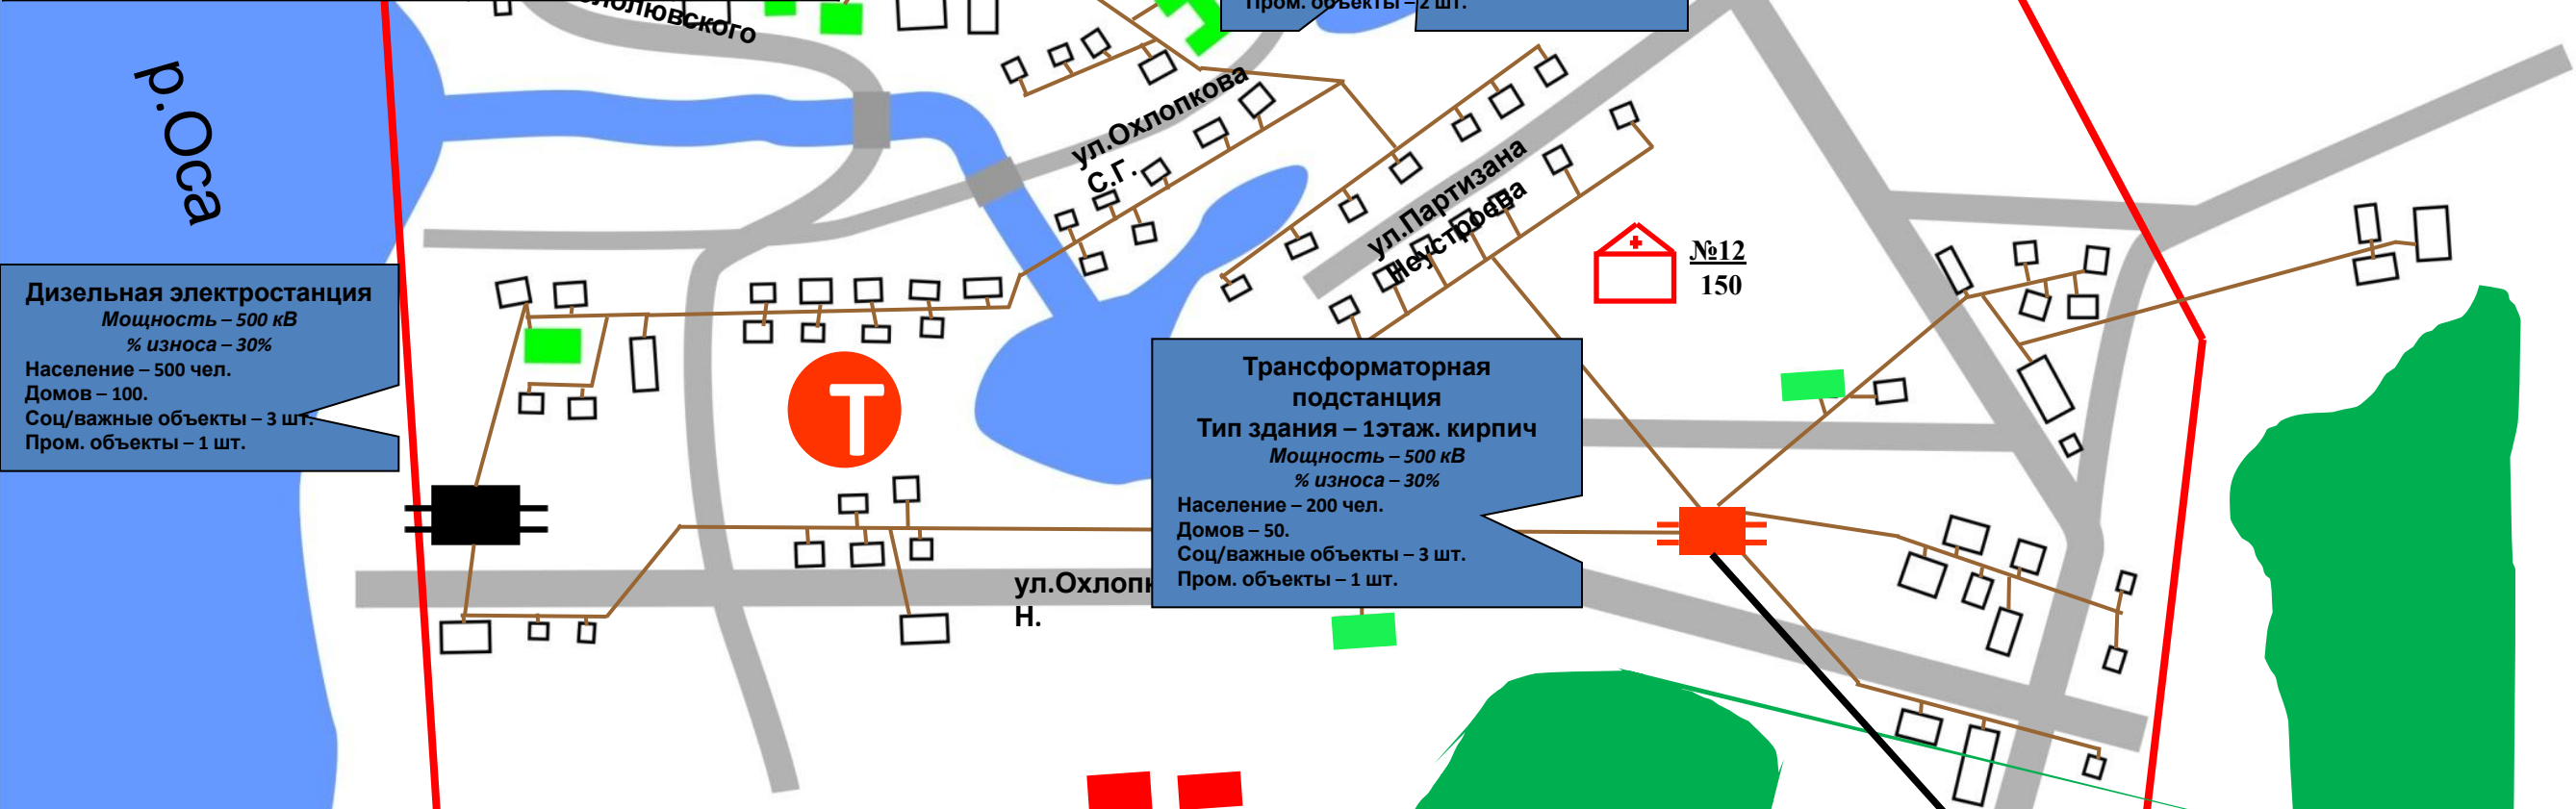 Пром. объекты – 2 шт.
р.Оса
ул.Охлопкова
С.Г.
ул.Партизана
Неустроева
№12
150
Дизельная электростанция
Мощность – 500 кВ
% износа – 30%
Население – 500 чел.
Домов – 100.
Соц/важные объекты – 3 шт.
Пром. объекты – 1 шт.
Т
Трансформаторная
подстанция
Тип здания – 1этаж. кирпич
Мощность – 500 кВ
% износа – 30%
Население – 200 чел.
Домов – 50.
Соц/важные объекты – 3 шт.
Пром. объекты – 1 шт.
ул.Охлопк
Н.